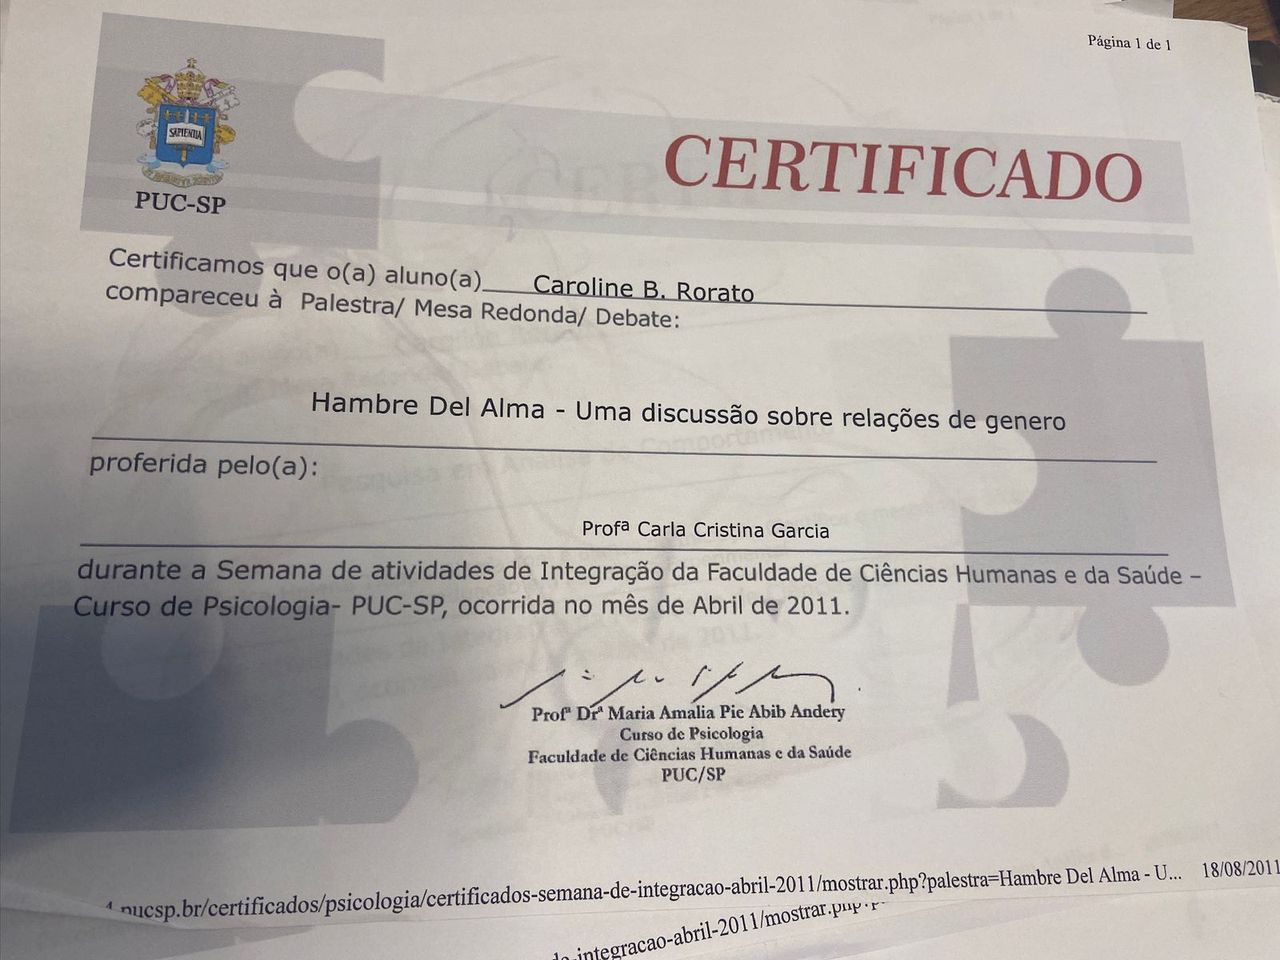 Página 1 de 1
SAPIENTIA
PUC-SP
CERTIFICADO
Certificamos que o(a) aluno(a) Caroline B. Rorato
compareceu à Palestra/ Mesa Redonda/ Debate:
Hambre Del Alma - Uma discussão sobre relações de genero
proferida pelo(a):
Profª Carla Cristina Garcia
durante a Semana de atividades de Integração da Faculdade de Ciências Humanas e da Saúde –
Curso de Psicologia- PUC-SP, ocorrida no mês de Abril de 2011.
Profª Drª Maria Amalia Pie Abib Andery
Curso de Psicologia
Faculdade de Ciências Humanas e da Saúde
PUC/SP
pucsp.br/certificados/psicologia/certificados-semana-de-integracao-abril-2011/mostrar.php?palestra=Hambre Del Alma - U... 18/08/2011
-integracao-abril-2011/mostrar.php